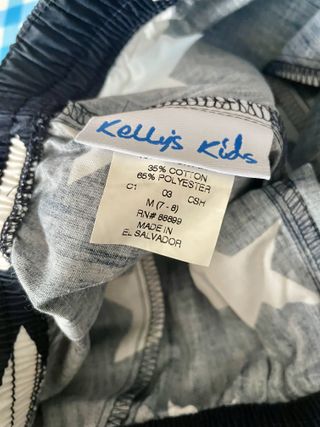 Kelly's Kids
35% COTTON
65% POLYESTER
C1 03 CSH
M (7 - 8)
RN# 88899
MADE IN
EL SALVADOR